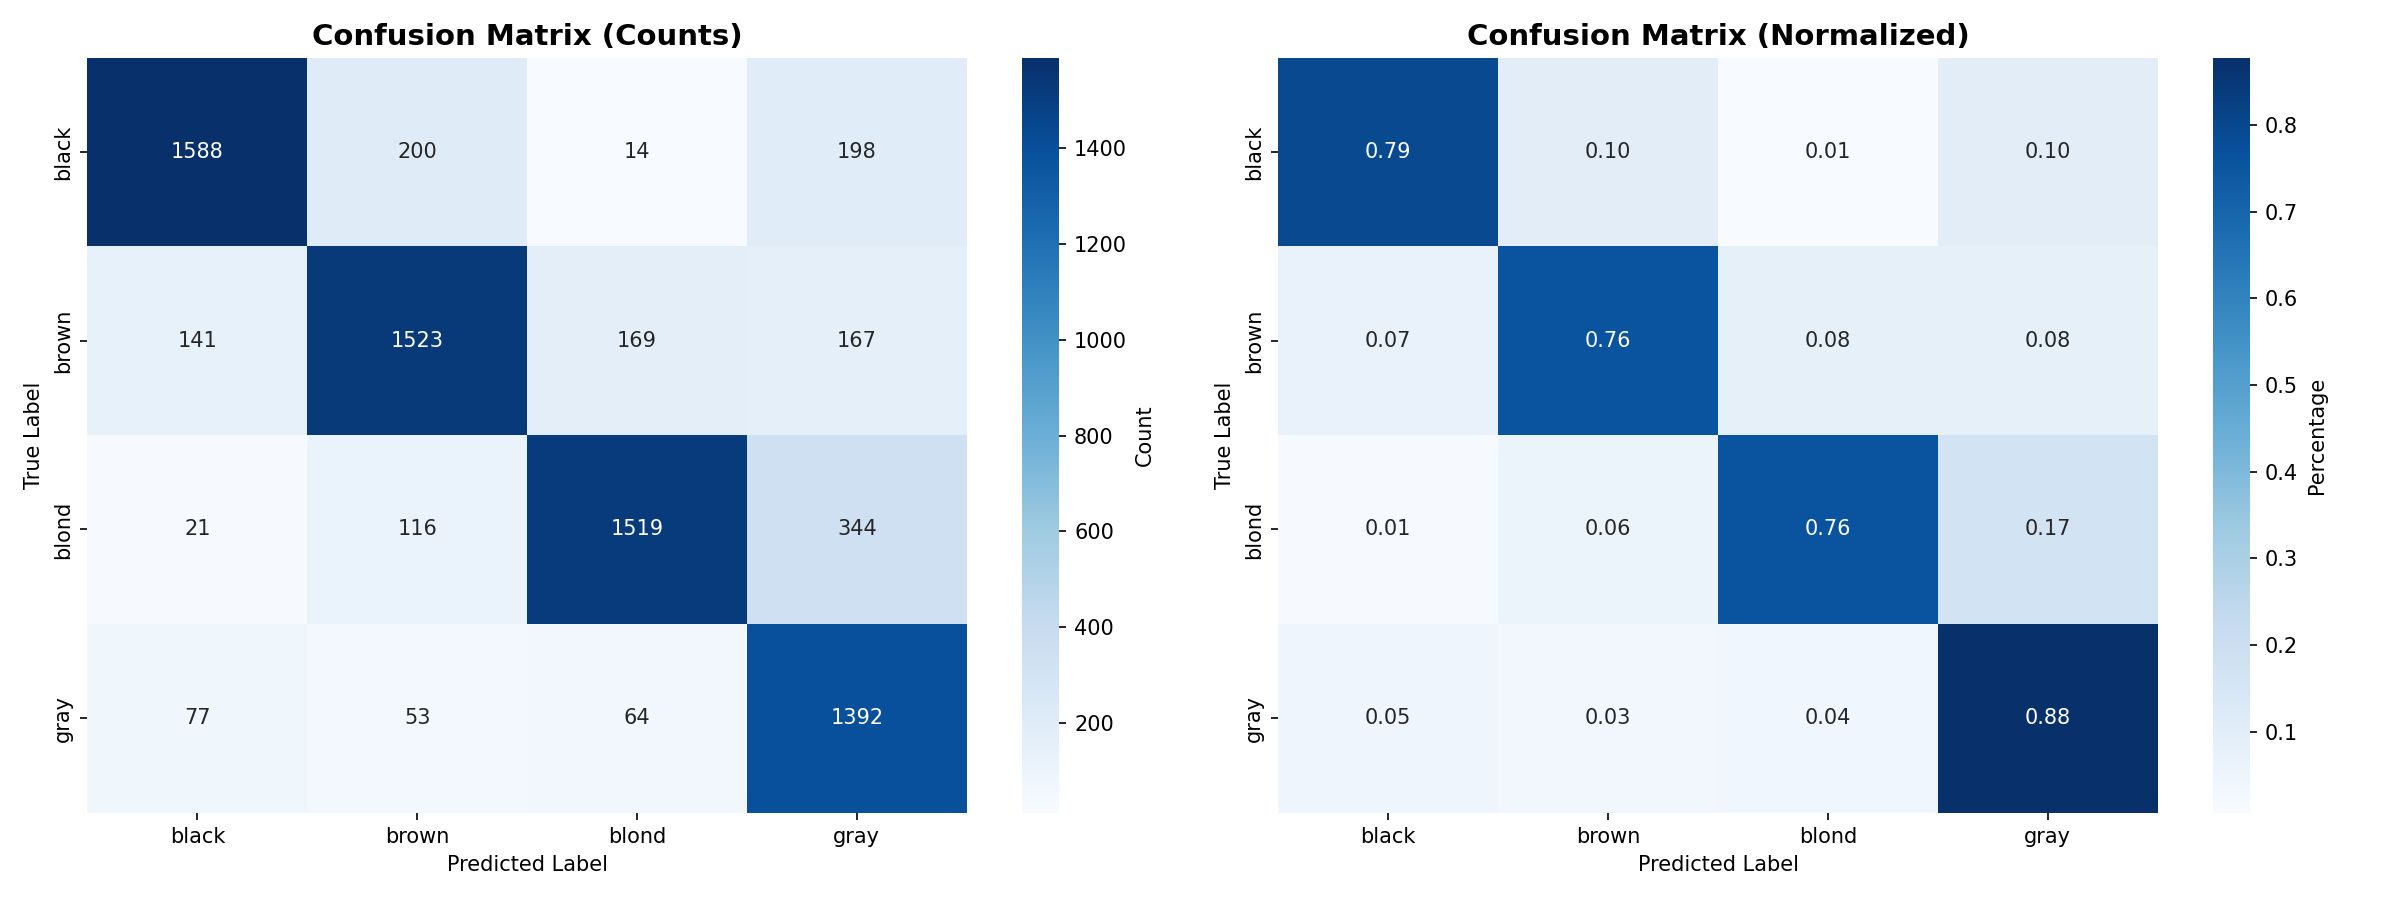 Confusion Matrix (Counts)
True Label
black
brown
blond
gray
1588 200 14 198
141 1523 169 167
21 116 1519 344
77 53 64 1392
black brown blond gray
Predicted Label
1400
1200
1000
800
600
400
200
Count
Confusion Matrix (Normalized)
True Label
black
brown
blond
gray
0.79 0.10 0.01 0.10
0.07 0.76 0.08 0.08
0.01 0.06 0.76 0.17
0.05 0.03 0.04 0.88
black brown blond gray
Predicted Label
0.8
0.7
0.6
0.5
0.4
0.3
0.2
0.1
Percentage